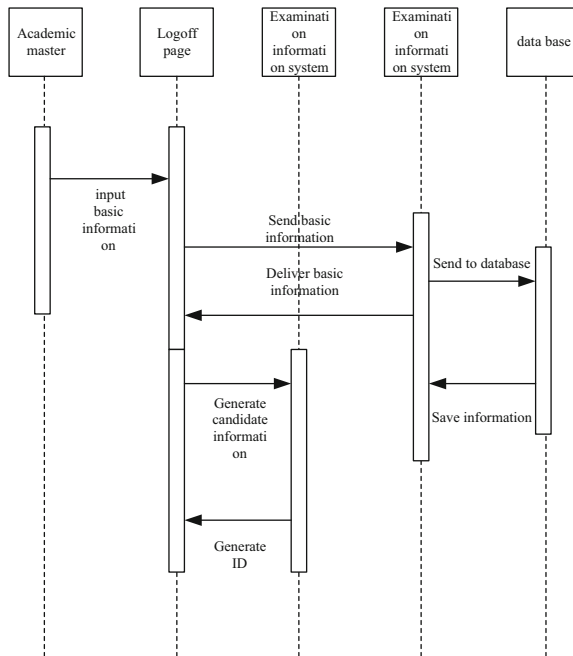 Academic
master
Logoff
page
Examinati
on
informati
on system
Examinati
on
informati
on system
data base
input
basic
informati
on
Send basic
information
Send to database
Deliver basic
information
Generate
candidate
informati
on
Save information
Generate
ID